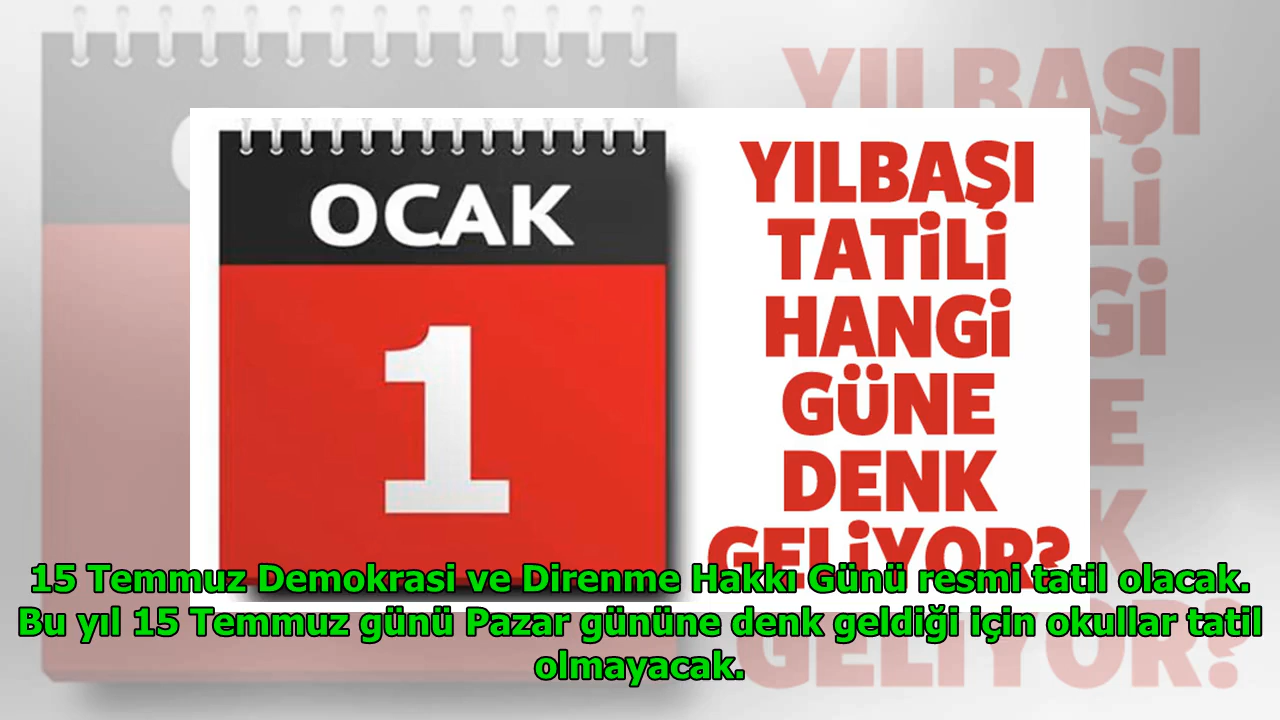 OCAK
1
YILBAŞI
TATİLİ
HANGİ
GÜNE
DENK
GELİYOR?
15 Temmuz Demokrasi ve Direnme Hakkı Günü resmi tatil olacak.
Bu yıl 15 Temmuz günü Pazar gününe denk geldiği için okullar tatil
olmayacak.